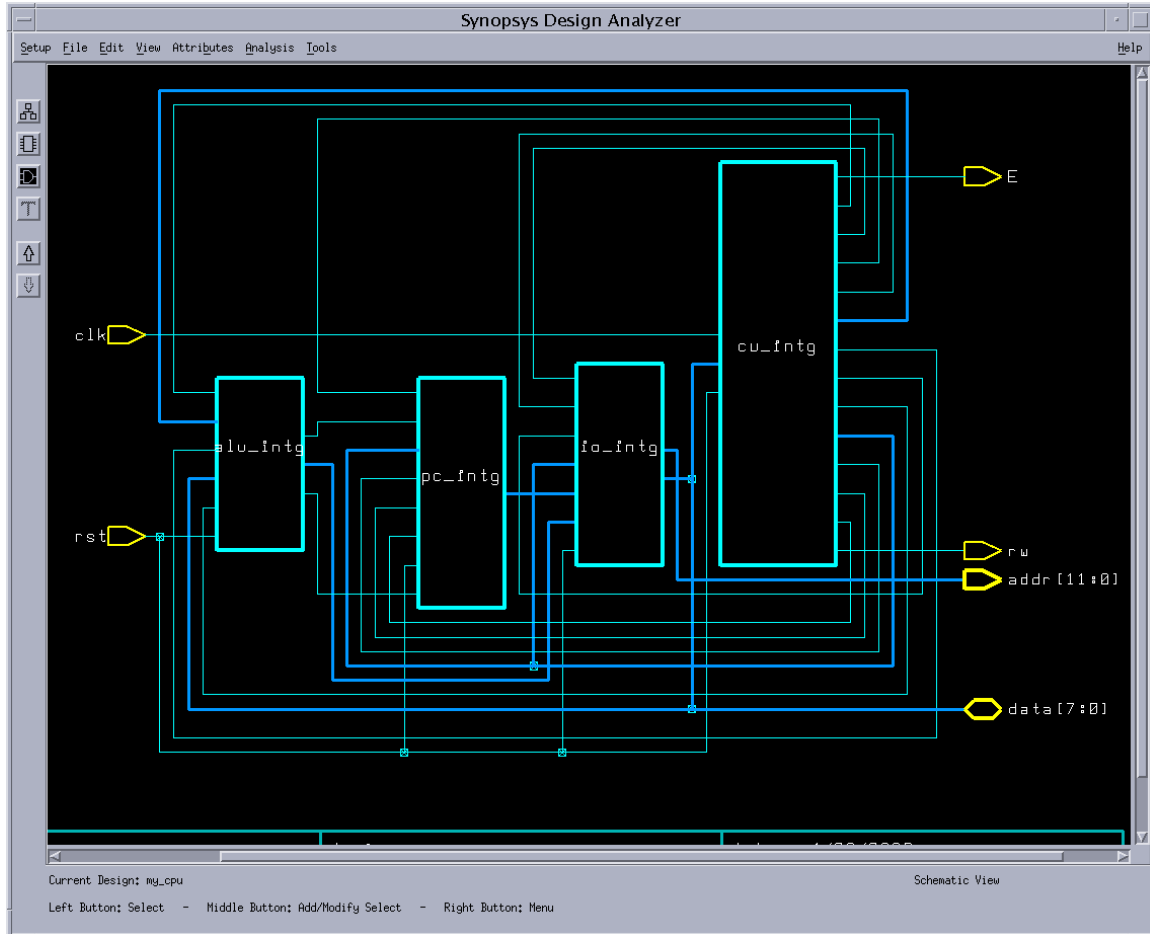 Synopsys Design Analyzer
Setup File Edit View Attributes Analysis Tools Help
E
clk
cu_intg
alu_intg
io_intg
pc_intg
rst
rw
addr[11:0]
data[7:0]
Current Design: my_cpu Schematic View
Left Button: Select - Middle Button: Add/Modify Select - Right Button: Menu